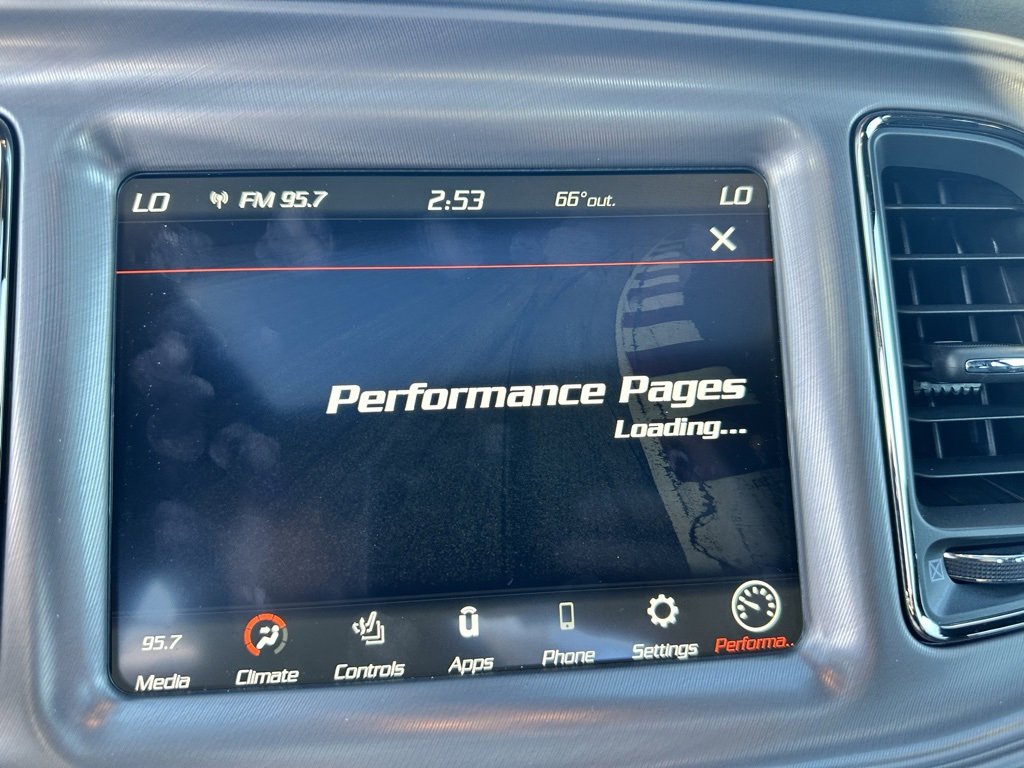 LO FM 95.7 2:53 66°out. LO
Performance Pages
Loading...
95.7
Media Climate Controls Apps Phone Settings Performa..